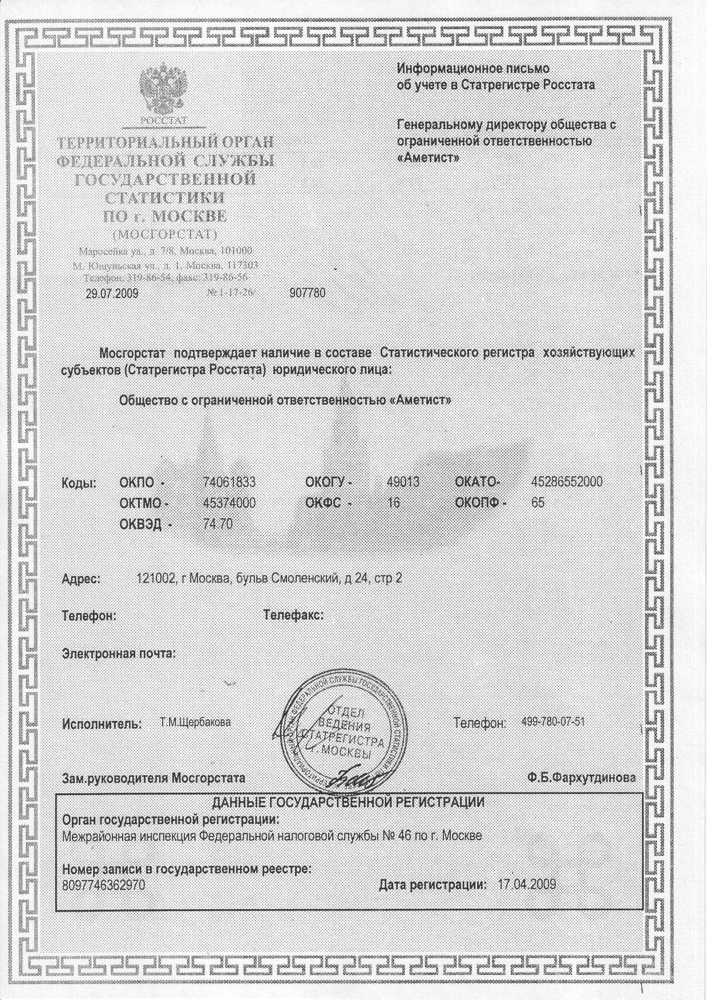 РОССТАТ
ТЕРРИТОРИАЛЬНЫЙ ОРГАН
ФЕДЕРАЛЬНОЙ СЛУЖБЫ
ГОСУДАРСТВЕННОЙ
СТАТИСТИКИ
ПО г. МОСКВЕ
(МОСГОРСТАТ)
Маросейка ул., д. 7/8, Москва, 101000
М. Юшуньская ул., д. 1, Москва, 117303
Телефон: 319-86-54, факс: 319-86-56
29.07.2009 № 1-17-26/ 907780
Информационное письмо
об учете в Статрегистре Росстата
Генеральному директору общества с
ограниченной ответственностью
«Аметист»
Мосгорстат подтверждает наличие в составе Статистического регистра хозяйствующих
субъектов (Статрегистра Росстата) юридического лица:
Общество с ограниченной ответственностью «Аметист»
Коды: ОКПО - 74061833 ОКОГУ - 49013 ОКАТО- 45286552000
ОКТМО - 45374000 ОКФС - 16 ОКОПФ - 65
ОКВЭД - 74.70
Адрес: 121002, г Москва, бульв Смоленский, д 24, стр 2
Телефон: Телефакс:
Электронная почта:
ОТДЕЛ
ВЕДЕНИЯ
СТАТРЕГИСТРА
г. МОСКВЫ
ТЕРРИТОРИАЛЬНЫЙ ОРГАН ФЕДЕРАЛЬНОЙ СЛУЖБЫ ГОСУДАРСТВЕННОЙ СТАТИСТИКИ ПО
Исполнитель: Т.М.Щербакова Телефон: 499-780-07-51
Зам.руководителя Мосгорстата Ф.Б.Фархутдинова
ДАННЫЕ ГОСУДАРСТВЕННОЙ РЕГИСТРАЦИИ
Орган государственной регистрации:
Межрайонная инспекция Федеральной налоговой службы № 46 по г. Москве
Номер записи в государственном реестре:
8097746362970 Дата регистрации: 17.04.2009